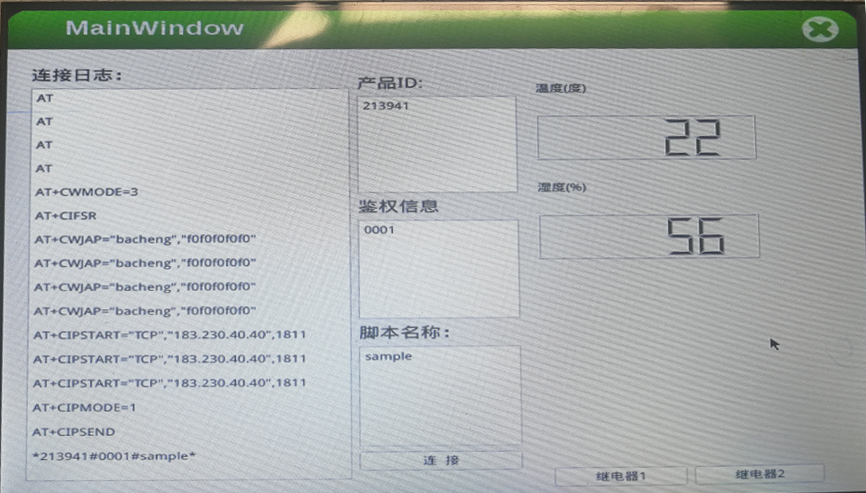 MainWindow
连接日志：
AT
AT
AT
AT
AT+CWMODE=3
AT+CIFSR
AT+CWJAP="bacheng","f0f0f0f0f0"
AT+CWJAP="bacheng","f0f0f0f0f0"
AT+CWJAP="bacheng","f0f0f0f0f0"
AT+CWJAP="bacheng","f0f0f0f0f0"
AT+CIPSTART="TCP","183.230.40.40",1811
AT+CIPSTART="TCP","183.230.40.40",1811
AT+CIPSTART="TCP","183.230.40.40",1811
AT+CIPMODE=1
AT+CIPSEND
*213941#0001#sample*
产品ID:
213941
鉴权信息
0001
脚本名称：
sample
连 接
温度(度)
22
湿度(%)
56
继电器1
继电器2